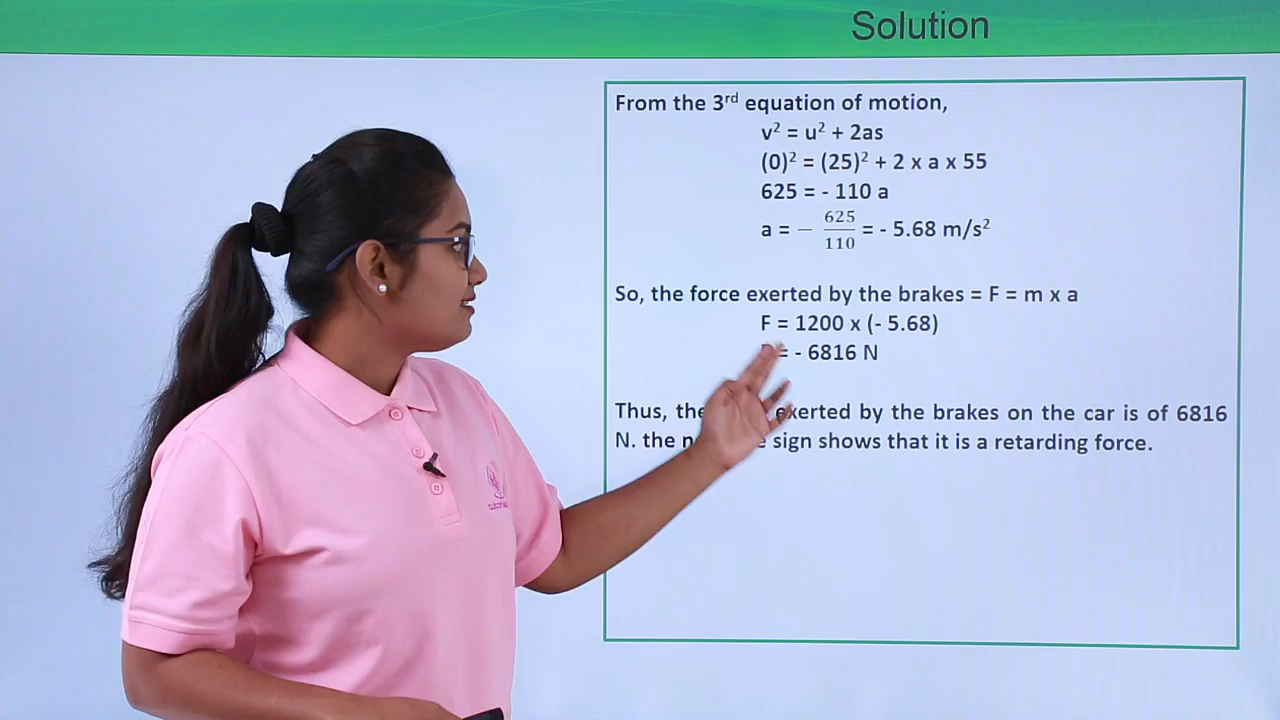 Solution
From the 3rd equation of motion,
v² = u² + 2as
(0)² = (25)² + 2 x a x 55
625 = - 110 a
a = − 625/110 = - 5.68 m/s²
So, the force exerted by the brakes = F = m x a
F = 1200 x (- 5.68)
= - 6816 N
Thus, the exerted by the brakes on the car is of 6816
N. the sign shows that it is a retarding force.